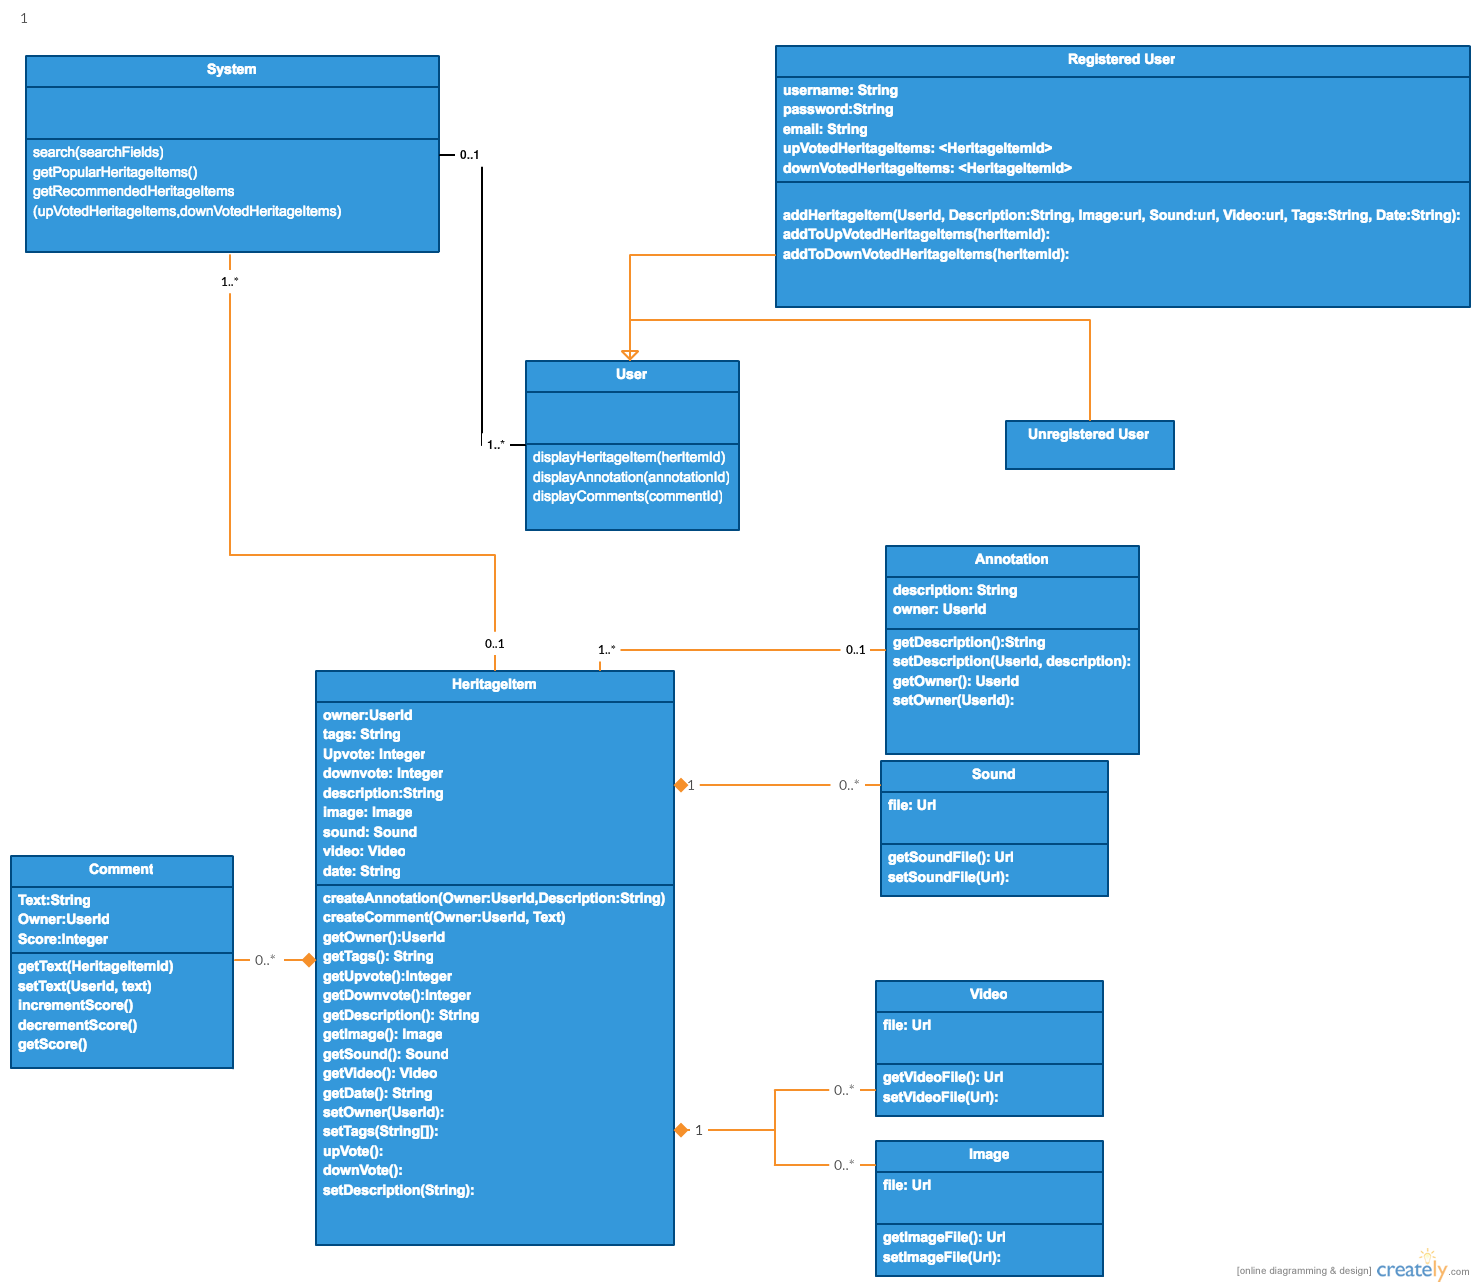 1
System
search(searchFields)
getPopularHeritageItems()
getRecommendedHeritageItems
(upVotedHeritageItems,downVotedHeritageItems)
0..1
1..*
Registered User
username: String
password:String
email: String
upVotedHeritageItems: <HeritageItemId>
downVotedHeritageItems: <HeritageItemId>
addHeritageItem(UserId, Description:String, Image:url, Sound:url, Video:url, Tags:String, Date:String):
addToUpVotedHeritageItems(herItemId):
addToDownVotedHeritageItems(herItemId):
User
displayHeritageItem(herItemId)
displayAnnotation(annotationId)
displayComments(commentId)
1..*
Unregistered User
Annotation
description: String
owner: UserId
getDescription():String
setDescription(UserId, description):
getOwner(): UserId
setOwner(UserId):
0..1
1..*
0..1
HeritageItem
owner:UserId
tags: String
Upvote: Integer
downvote: Integer
description:String
image: Image
sound: Sound
video: Video
date: String
createAnnotation(Owner:UserId,Description:String)
createComment(Owner:UserId, Text)
getOwner():UserId
getTags(): String
getUpvote():Integer
getDownvote():Integer
getDescription(): String
getImage(): Image
getSound(): Sound
getVideo(): Video
getDate(): String
setOwner(UserId):
setTags(String[]):
upVote():
downVote():
setDescription(String):
1
0..*
Sound
file: Url
getSoundFile(): Url
setSoundFile(Url):
Comment
Text:String
Owner:UserId
Score:Integer
getText(HeritageItemId)
setText(UserId, text)
incrementScore()
decrementScore()
getScore()
0..*
Video
file: Url
getVideoFile(): Url
setVideoFile(Url):
1
0..*
0..*
Image
file: Url
getImageFile(): Url
setImageFile(Url):
[online diagramming & design] creately.com